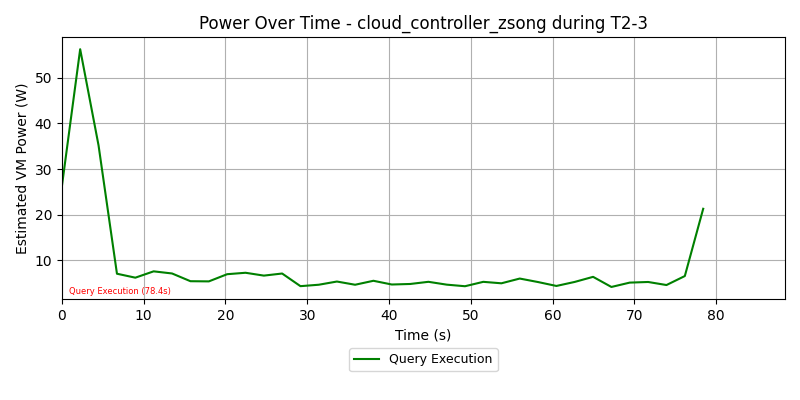 Power Over Time - cloud_controller_zsong during T2-3
Estimated VM Power (W)
50
40
30
20
10
Query Execution (78.4s)
0 10 20 30 40 50 60 70 80
Time (s)
Query Execution